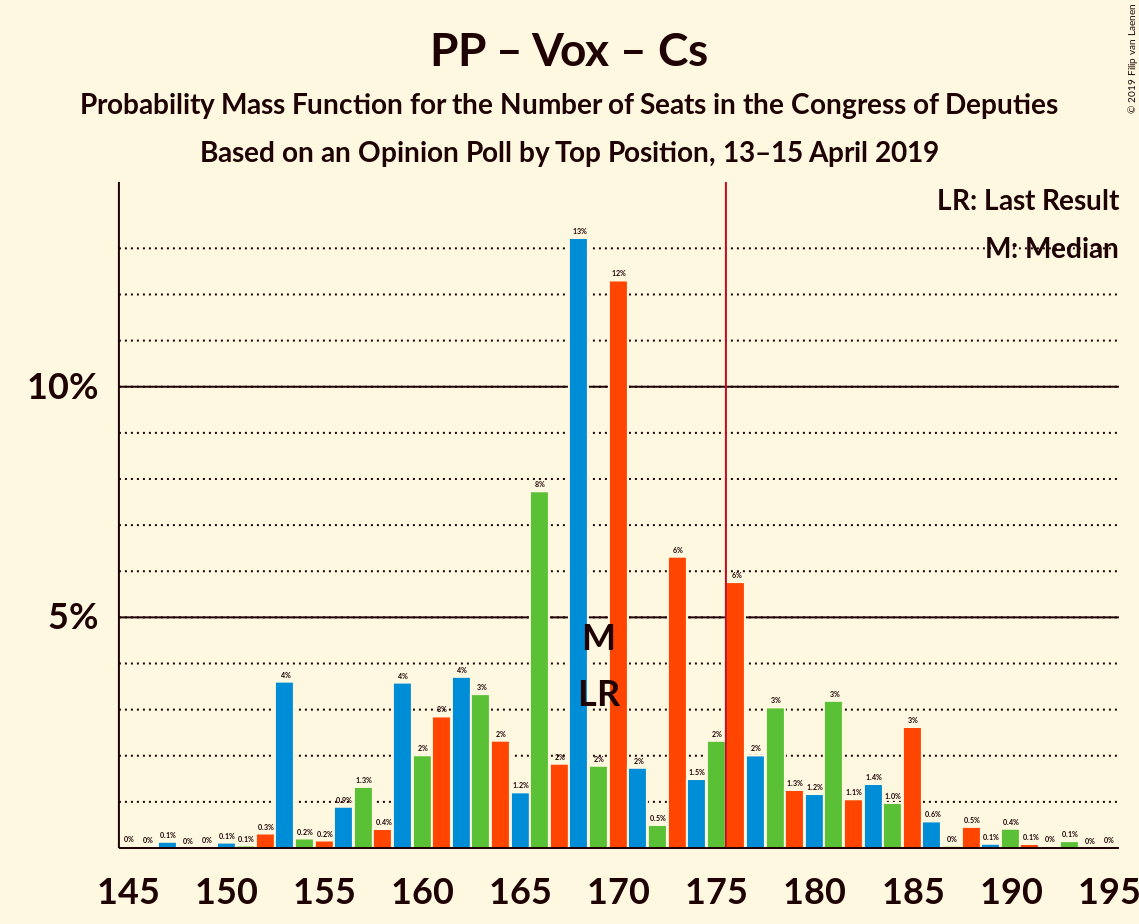 PP – Vox – Cs
Probability Mass Function for the Number of Seats in the Congress of Deputies
Based on an Opinion Poll by Top Position, 13–15 April 2019
© 2019 Filip van Laenen
LR: Last Result
M: Median
10%
5%
0% 0% 0.1% 0% 0% 0.1% 0.1% 0.3% 4% 0.2% 0.2% 0.9% 1.3% 0.4% 4% 2% 3% 4% 3% 2% 1.2% 8% 2% 13% 2% 12% 2% 0.5% 6% 1.5% 2% 6% 2% 3% 1.3% 1.2% 3% 1.1% 1.4% 1.0% 3% 0.6% 0% 0.5% 0.1% 0.4% 0.1% 0% 0.1% 0% 0%
M
LR
145 150 155 160 165 170 175 180 185 190 195